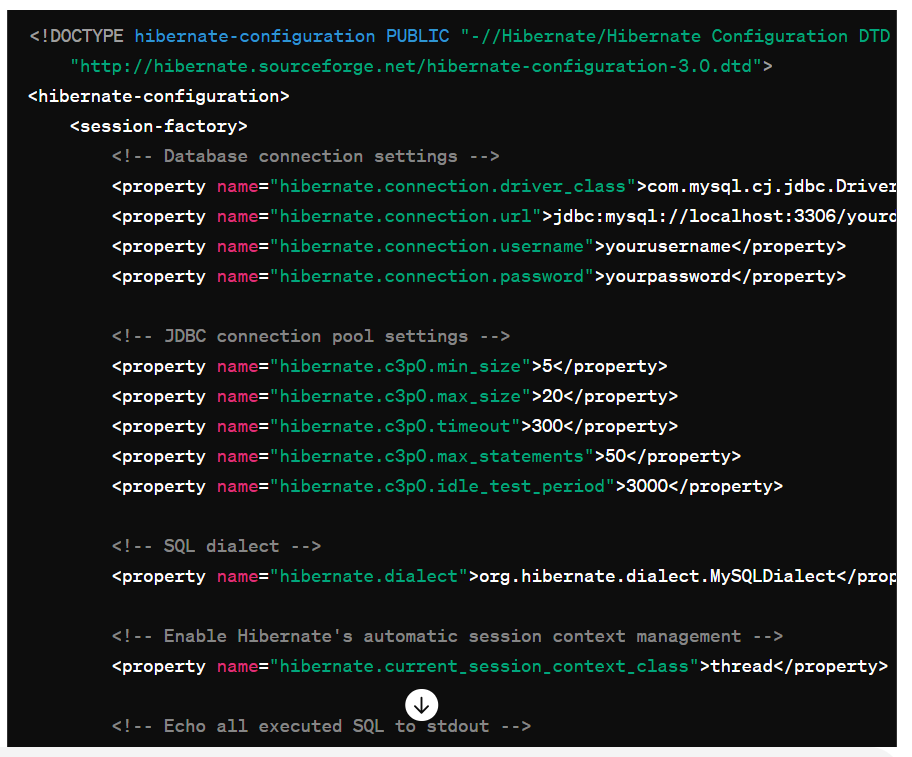 <!DOCTYPE hibernate-configuration PUBLIC "-//Hibernate/Hibernate Configuration DTD
"http://hibernate.sourceforge.net/hibernate-configuration-3.0.dtd">
<hibernate-configuration>
<session-factory>
<!-- Database connection settings -->
<property name="hibernate.connection.driver_class">com.mysql.cj.jdbc.Driver
<property name="hibernate.connection.url">jdbc:mysql://localhost:3306/your
<property name="hibernate.connection.username">yourusername</property>
<property name="hibernate.connection.password">yourpassword</property>
<!-- JDBC connection pool settings -->
<property name="hibernate.c3p0.min_size">5</property>
<property name="hibernate.c3p0.max_size">20</property>
<property name="hibernate.c3p0.timeout">300</property>
<property name="hibernate.c3p0.max_statements">50</property>
<property name="hibernate.c3p0.idle_test_period">3000</property>
<!-- SQL dialect -->
<property name="hibernate.dialect">org.hibernate.dialect.MySQLDialect</prop
<!-- Enable Hibernate's automatic session context management -->
<property name="hibernate.current_session_context_class">thread</property>
<!-- Echo all executed SQL to stdout -->